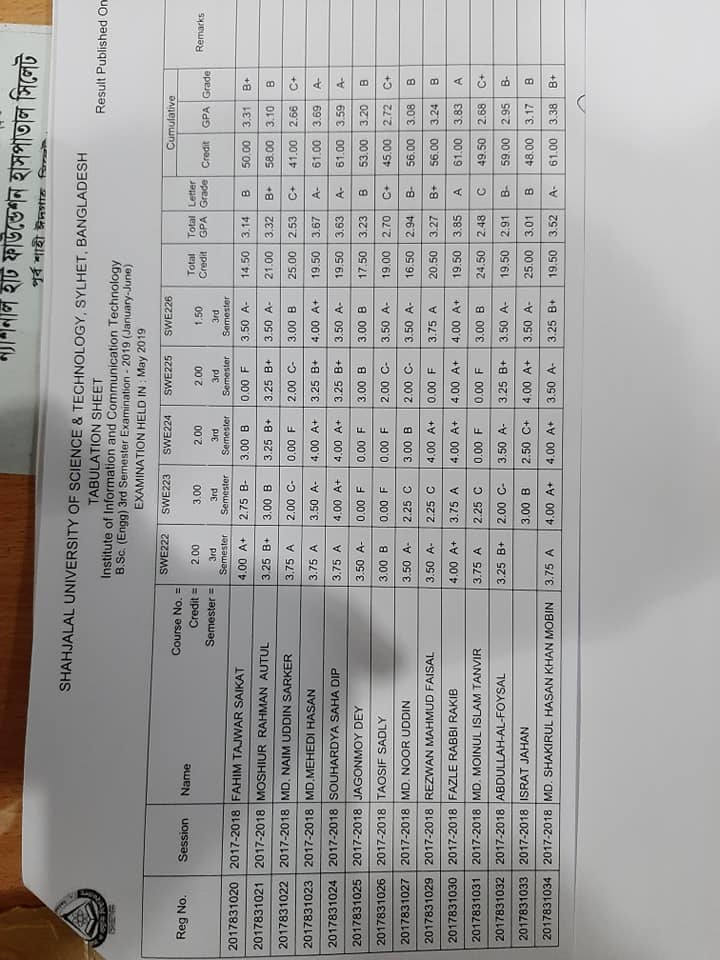 ন্যাশনাল হার্ট ফাউন্ডেশন হাসপাতাল সিলেট
পূর্ব শাহী ঈদগাহ, সিলেট
SHAHJALAL UNIVERSITY OF SCIENCE & TECHNOLOGY, SYLHET, BANGLADESH
TABULATION SHEET
Institute of Information and Communication Technology
Result Published On
B.Sc. (Engg) 3rd Semester Examination - 2019 (January-June)
EXAMINATION HELD IN : May 2019
Reg No. Session Name Course No. = SWE222 SWE223 SWE224 SWE225 SWE226 Total Credit Total GPA Letter Grade Cumulative Remarks
Credit = 2.00 3.00 2.00 2.00 1.50 Credit GPA Grade
Semester = 3rd Semester 3rd Semester 3rd Semester 3rd Semester 3rd Semester
2017831020 2017-2018 FAHIM TAJWAR SAIKAT 4.00 A+ 2.75 B- 3.00 B 0.00 F 3.50 A- 14.50 3.14 B 50.00 3.31 B+
2017831021 2017-2018 MOSHIUR RAHMAN AUTUL 3.25 B+ 3.00 B 3.25 B+ 3.25 B+ 3.50 A- 21.00 3.32 B+ 58.00 3.10 B
2017831022 2017-2018 MD. NAIM UDDIN SARKER 3.75 A 2.00 C- 0.00 F 2.00 C- 3.00 B 25.00 2.53 C+ 41.00 2.66 C+
2017831023 2017-2018 MD.MEHEDI HASAN 3.75 A 3.50 A- 4.00 A+ 3.25 B+ 4.00 A+ 19.50 3.67 A- 61.00 3.69 A-
2017831024 2017-2018 SOUHARDYA SAHA DIP 3.75 A 4.00 A+ 4.00 A+ 3.25 B+ 3.50 A- 19.50 3.63 A- 61.00 3.59 A-
2017831025 2017-2018 JAGONMOY DEY 3.50 A- 0.00 F 0.00 F 3.00 B 3.00 B 17.50 3.23 B 53.00 3.20 B
2017831026 2017-2018 TAOSIF SADLY 3.00 B 0.00 F 0.00 F 2.00 C- 3.50 A- 19.00 2.70 C+ 45.00 2.72 C+
2017831027 2017-2018 MD. NOOR UDDIN 3.50 A- 2.25 C 3.00 B 2.00 C- 3.50 A- 16.50 2.94 B- 56.00 3.08 B
2017831029 2017-2018 REZWAN MAHMUD FAISAL 3.50 A- 2.25 C 4.00 A+ 0.00 F 3.75 A 20.50 3.27 B+ 56.00 3.24 B
2017831030 2017-2018 FAZLE RABBI RAKIB 4.00 A+ 3.75 A 4.00 A+ 4.00 A+ 4.00 A+ 19.50 3.85 A 61.00 3.83 A
2017831031 2017-2018 MD. MOINUL ISLAM TANVIR 3.75 A 2.25 C 0.00 F 0.00 F 3.00 B 24.50 2.48 C 49.50 2.68 C+
2017831032 2017-2018 ABDULLAH-AL-FOYSAL 3.25 B+ 2.00 C- 3.50 A- 3.25 B+ 3.50 A- 19.50 2.91 B- 59.00 2.95 B-
2017831033 2017-2018 ISRAT JAHAN 3.00 B 2.50 C+ 4.00 A+ 3.50 A- 25.00 3.01 B 48.00 3.17 B
2017831034 2017-2018 MD. SHAKIRUL HASAN KHAN MOBIN 3.75 A 4.00 A+ 4.00 A+ 3.50 A- 3.25 B+ 19.50 3.52 A- 61.00 3.38 B+